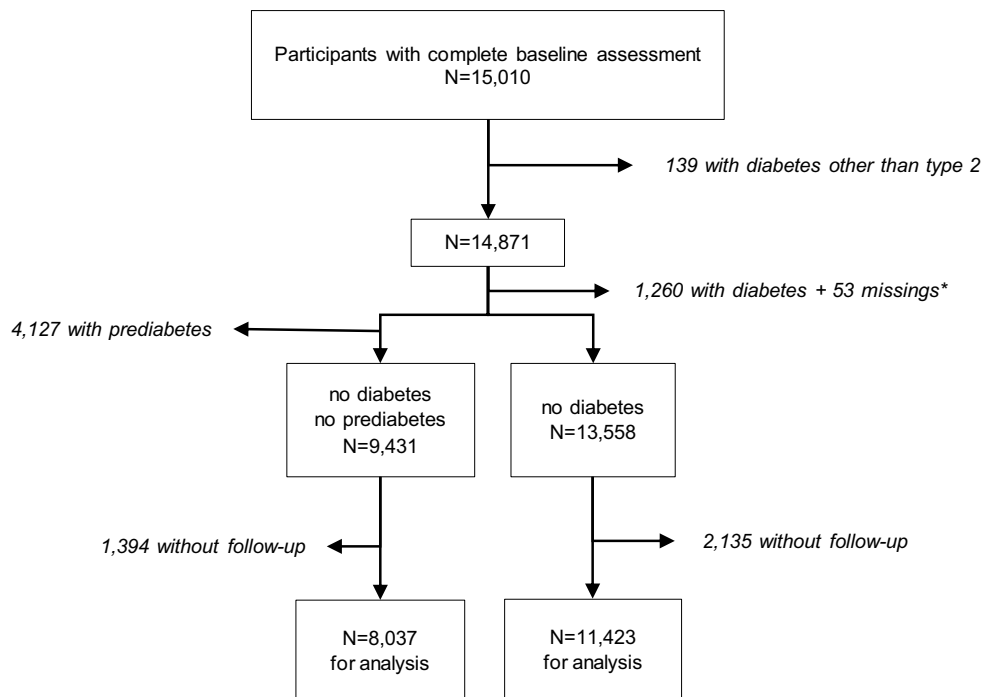 Participants with complete baseline assessment
N=15,010
139 with diabetes other than type 2
N=14,871
1,260 with diabetes + 53 missings*
4,127 with prediabetes
no diabetes
no prediabetes
N=9,431
no diabetes
N=13,558
1,394 without follow-up
2,135 without follow-up
N=8,037
for analysis
N=11,423
for analysis